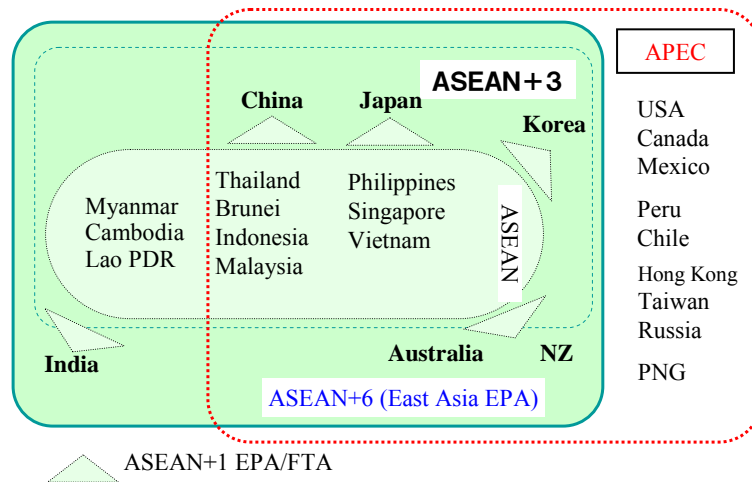 APEC
ASEAN+3
China
Japan
Korea
USA
Canada
Mexico
Peru
Chile
Hong Kong
Taiwan
Russia
PNG
Myanmar
Cambodia
Lao PDR
Thailand
Brunei
Indonesia
Malaysia
Philippines
Singapore
Vietnam
ASEAN
India
Australia
NZ
ASEAN+6 (East Asia EPA)
ASEAN+1 EPA/FTA